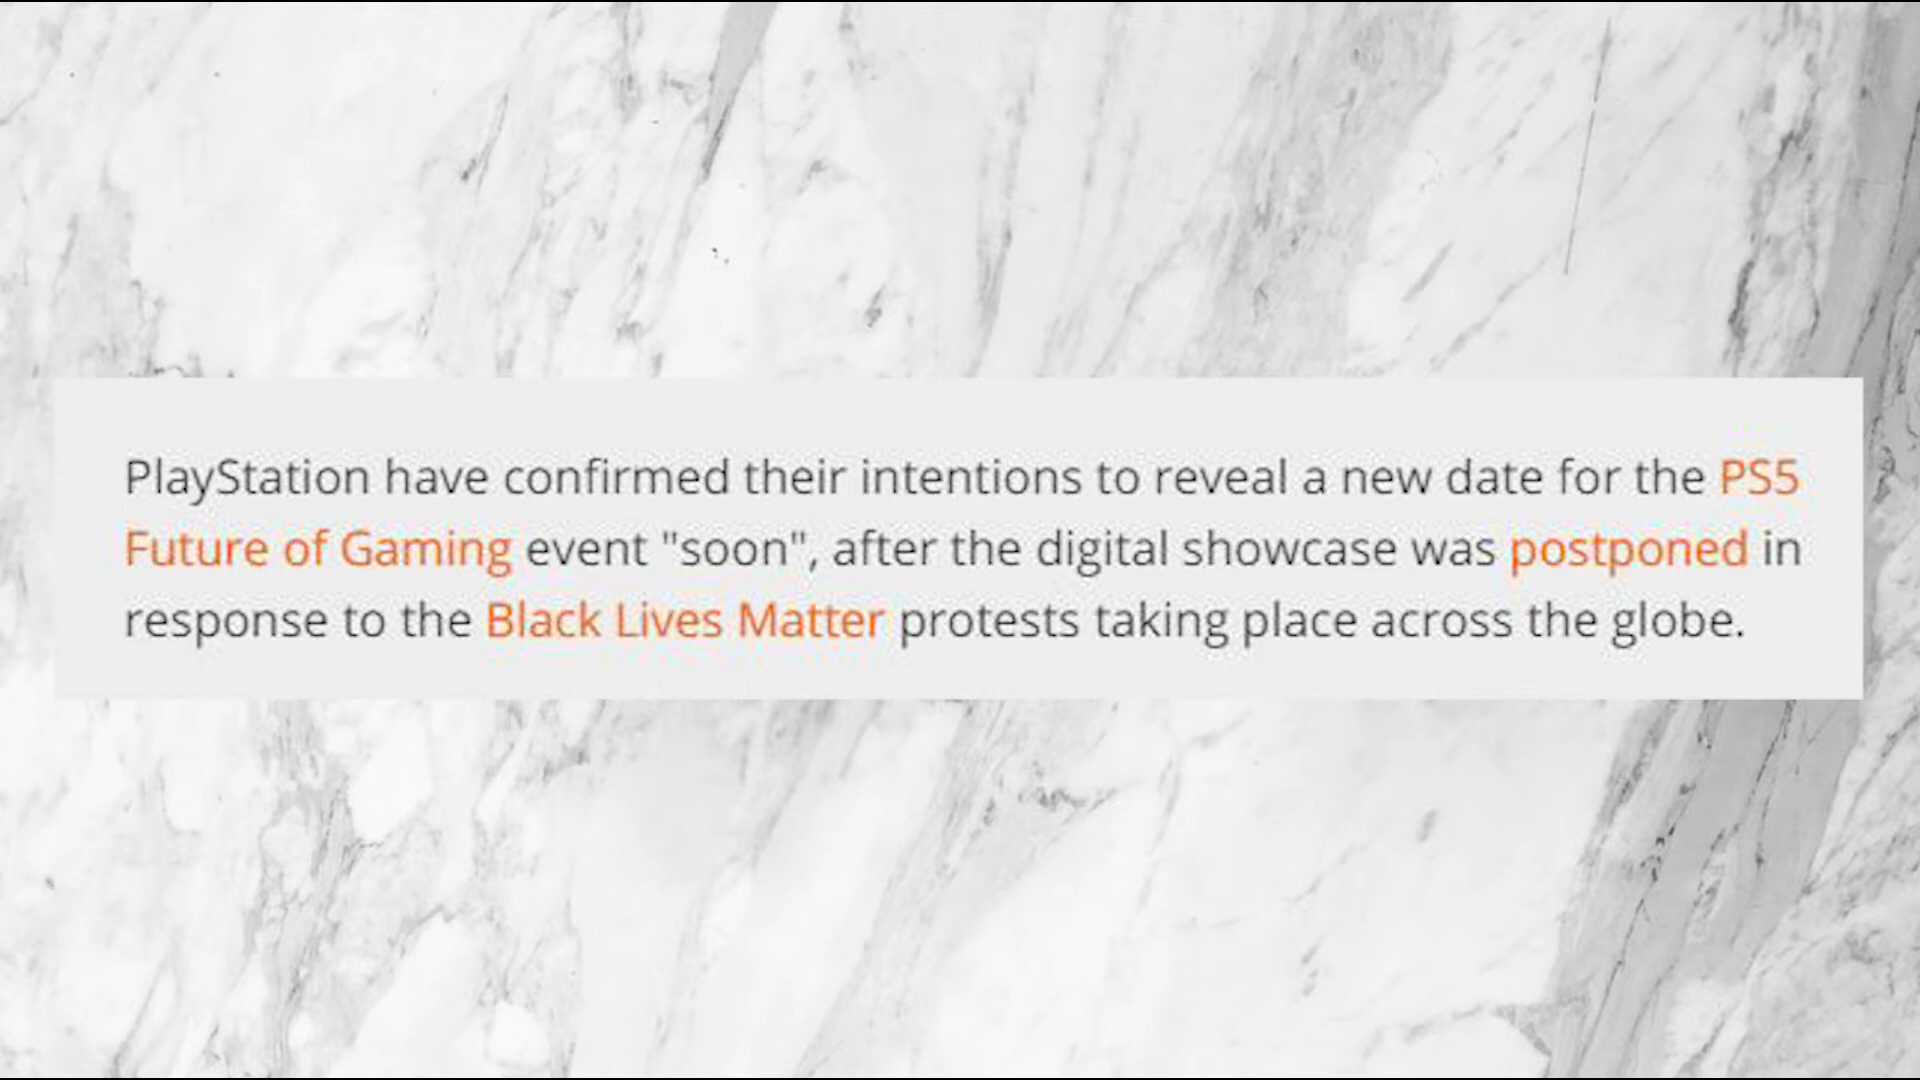 PlayStation have confirmed their intentions to reveal a new date for the PS5
Future of Gaming event "soon", after the digital showcase was postponed in
response to the Black Lives Matter protests taking place across the globe.